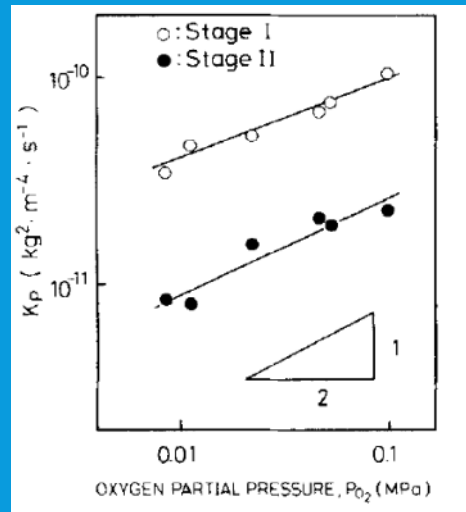 ○:Stage I
●:Stage II
10⁻¹⁰
10⁻¹¹
Kp ( kg²·m⁻⁴·s⁻¹)
1
2
0.01 0.1
OXYGEN PARTIAL PRESSURE, Po₂(MPa)